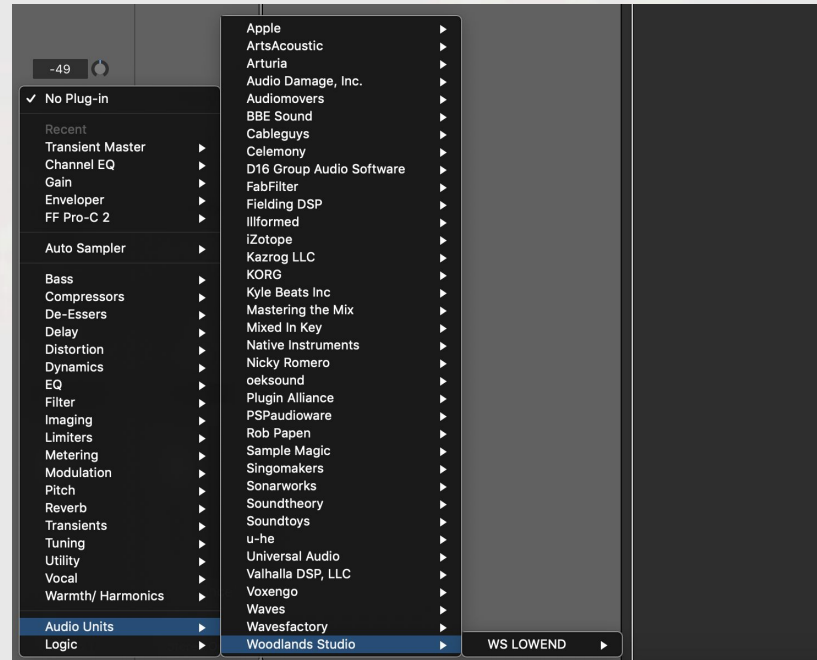 -49
No Plug-in
Recent
Transient Master
Channel EQ
Gain
Enveloper
FF Pro-C 2
Auto Sampler
Bass
Compressors
De-Essers
Delay
Distortion
Dynamics
EQ
Filter
Imaging
Limiters
Metering
Modulation
Pitch
Reverb
Transients
Tuning
Utility
Vocal
Warmth/ Harmonics
Audio Units
Logic
Apple
ArtsAcoustic
Arturia
Audio Damage, Inc.
Audiomovers
BBE Sound
Cableguys
Celemony
D16 Group Audio Software
FabFilter
Fielding DSP
Illformed
iZotope
Kazrog LLC
KORG
Kyle Beats Inc
Mastering the Mix
Mixed In Key
Native Instruments
Nicky Romero
oeksound
Plugin Alliance
PSPaudioware
Rob Papen
Sample Magic
Singomakers
Sonarworks
Soundtheory
Soundtoys
u-he
Universal Audio
Valhalla DSP, LLC
Voxengo
Waves
Wavesfactory
Woodlands Studio
WS LOWEND